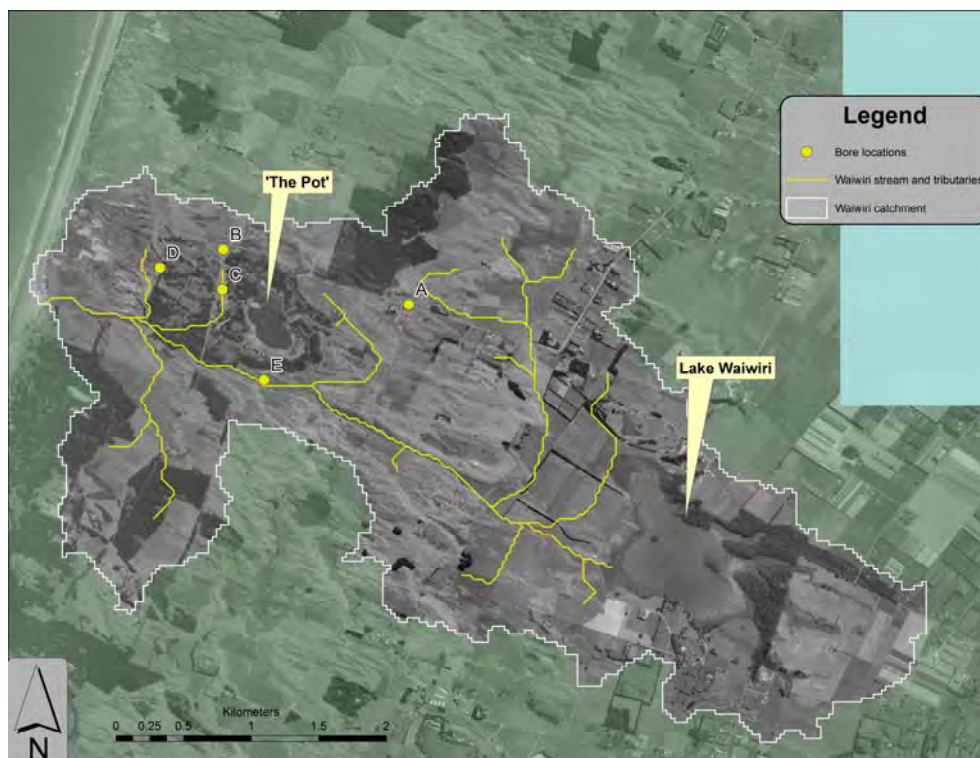 Legend
Bore locations
Waiwiri stream and tributaries
Waiwiri catchment
'The Pot'
B
D
C
A
E
Lake Waiwiri
Kilometers
0 0.25 0.5 1 1.5 2
N